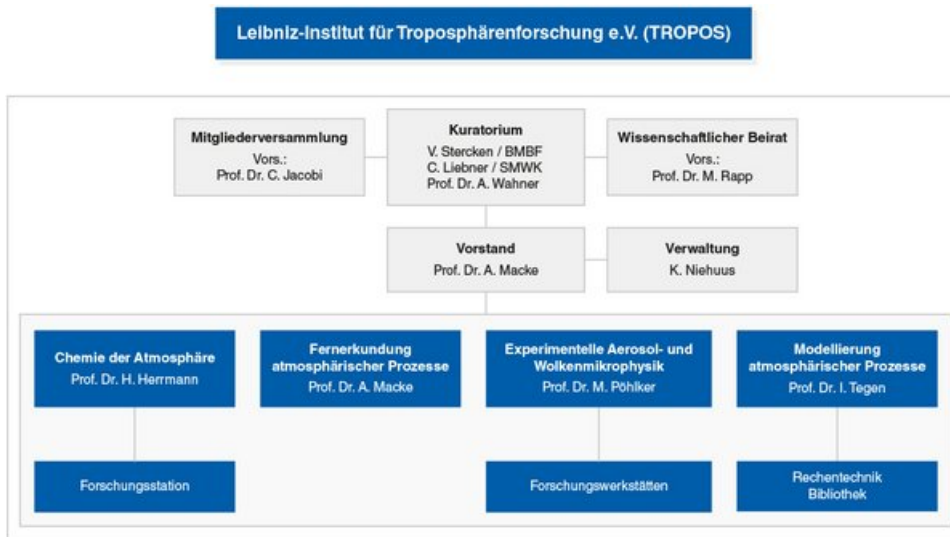 Leibniz-Institut für Troposphärenforschung e.V. (TROPOS)
Mitgliederversammlung
Vors.:
Prof. Dr. C. Jacobi
Kuratorium
V. Stercken / BMBF
C. Liebner / SMWK
Prof. Dr. A. Wahner
Wissenschaftlicher Beirat
Vors.:
Prof. Dr. M. Rapp
Vorstand
Prof. Dr. A. Macke
Verwaltung
K. Niehuus
Chemie der Atmosphäre
Prof. Dr. H. Herrmann
Fernerkundung
atmosphärischer Prozesse
Prof. Dr. A. Macke
Experimentelle Aerosol- und
Wolkenmikrophysik
Prof. Dr. M. Pöhlker
Modellierung
atmosphärischer Prozesse
Prof. Dr. I. Tegen
Forschungsstation
Forschungswerkstätten
Rechentechnik
Bibliothek